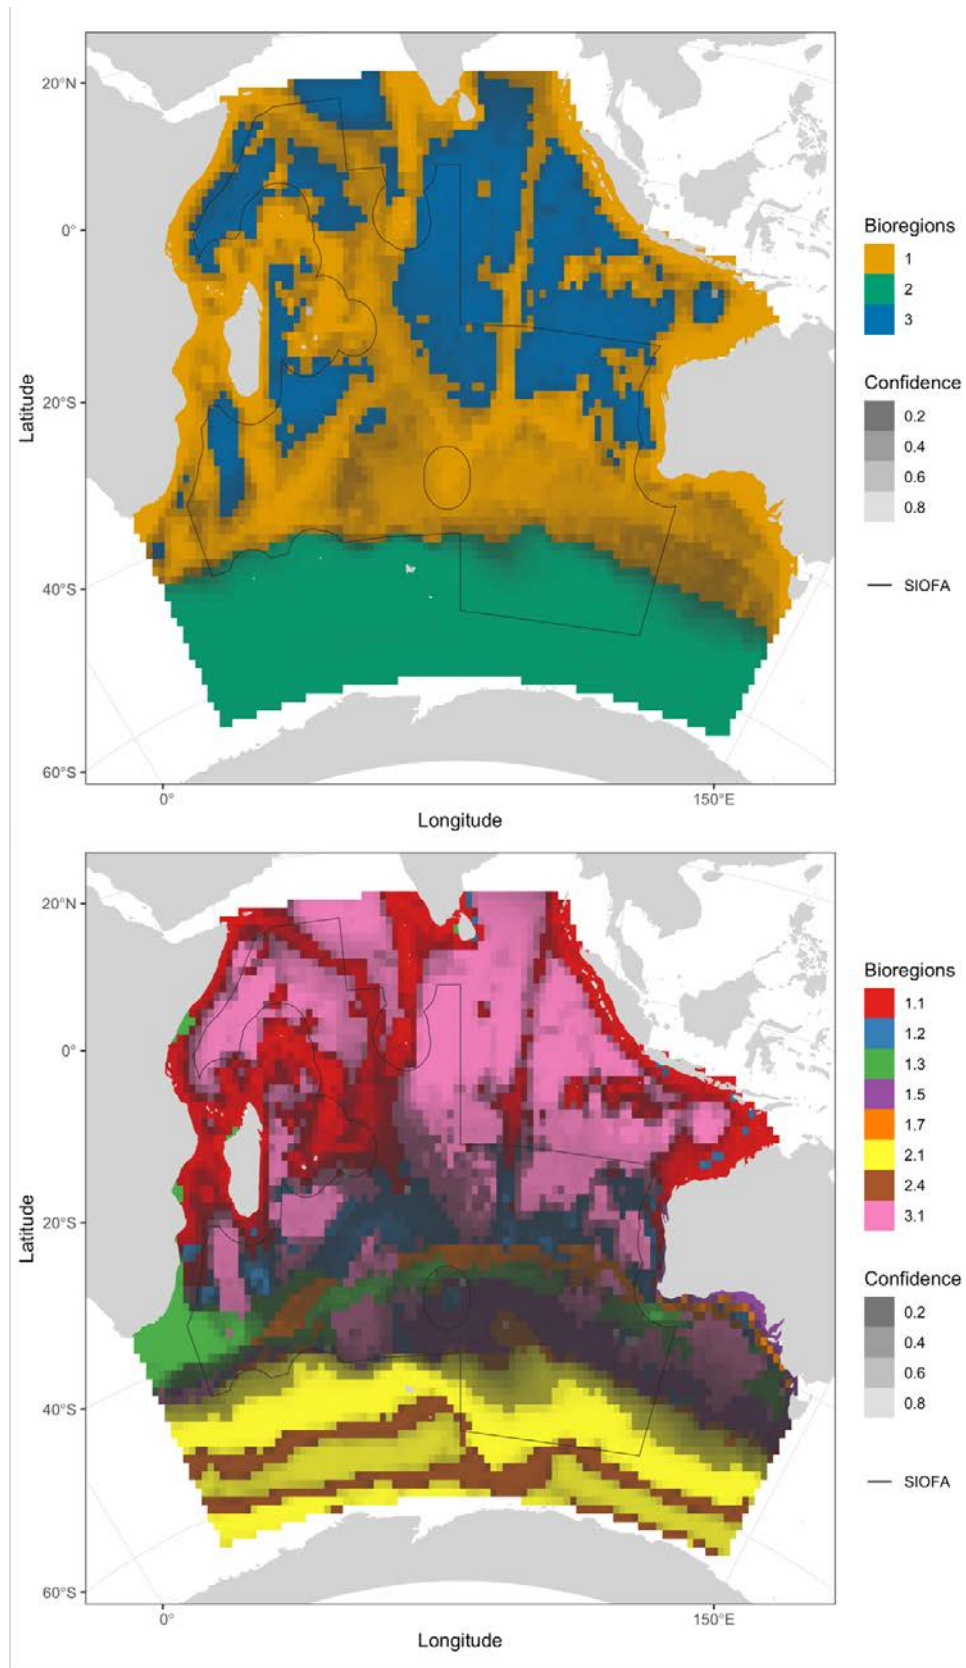 20°N
0°
20°S
40°S
60°S
Latitude
0°
150°E
Longitude
Bioregions
1
2
3
Confidence
0.2
0.4
0.6
0.8
SIOFA
20°N
0°
20°S
40°S
60°S
Latitude
0°
150°E
Longitude
Bioregions
1.1
1.2
1.3
1.5
1.7
2.1
2.4
3.1
Confidence
0.2
0.4
0.6
0.8
SIOFA